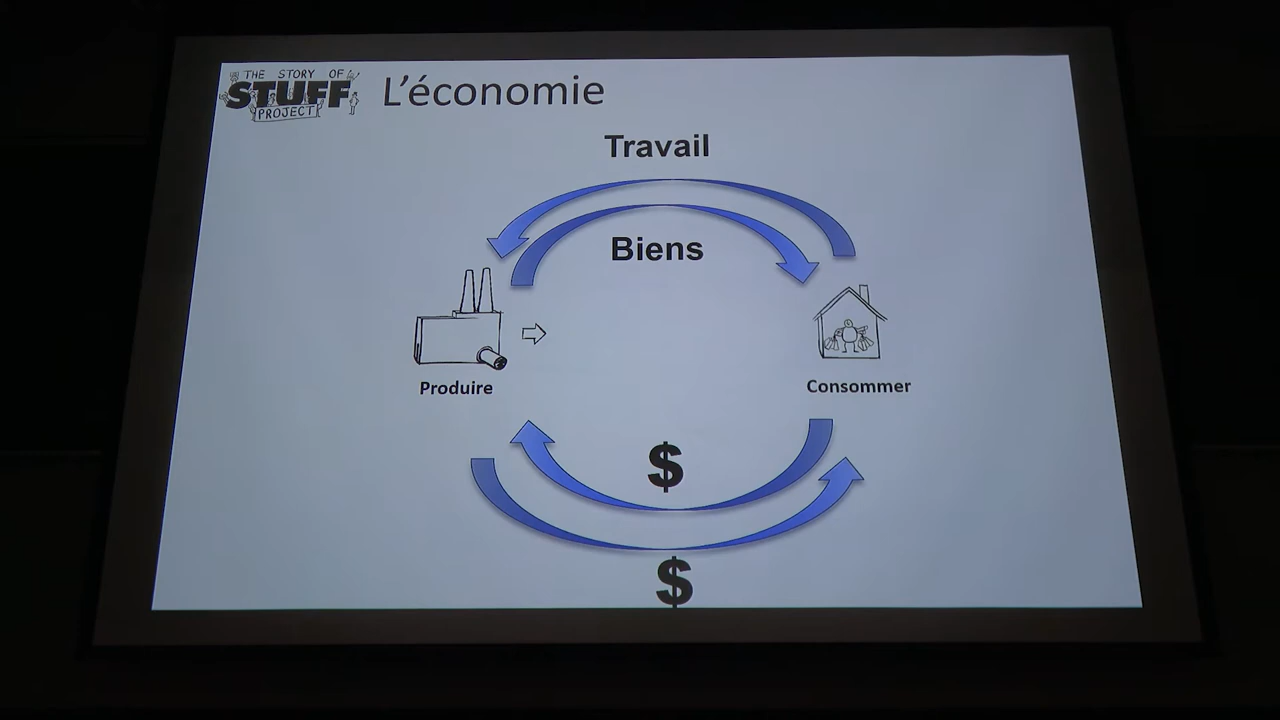 THE STORY OF
STUFF
PROJECT
L'économie
Travail
Biens
Produire
Consommer
$
$